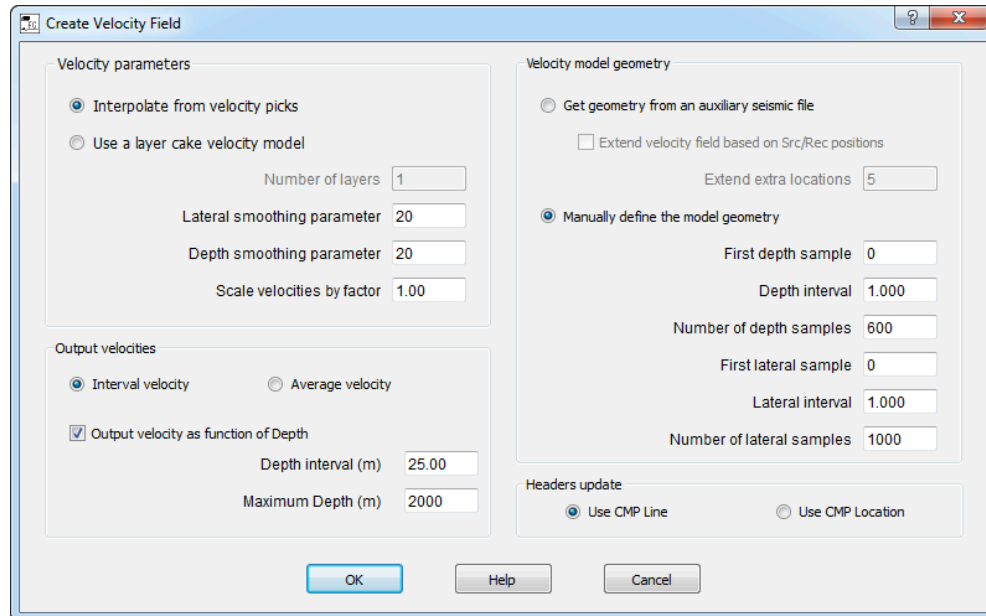 Create Velocity Field
Velocity parameters
Interpolate from velocity picks
Use a layer cake velocity model
Number of layers 1
Lateral smoothing parameter 20
Depth smoothing parameter 20
Scale velocities by factor 1.00
Output velocities
Interval velocity Average velocity
Output velocity as function of Depth
Depth interval (m) 25.00
Maximum Depth (m) 2000
Velocity model geometry
Get geometry from an auxiliary seismic file
Extend velocity field based on Src/Rec positions
Extend extra locations 5
Manually define the model geometry
First depth sample 0
Depth interval 1.000
Number of depth samples 600
First lateral sample 0
Lateral interval 1.000
Number of lateral samples 1000
Headers update
Use CMP Line Use CMP Location
OK Help Cancel